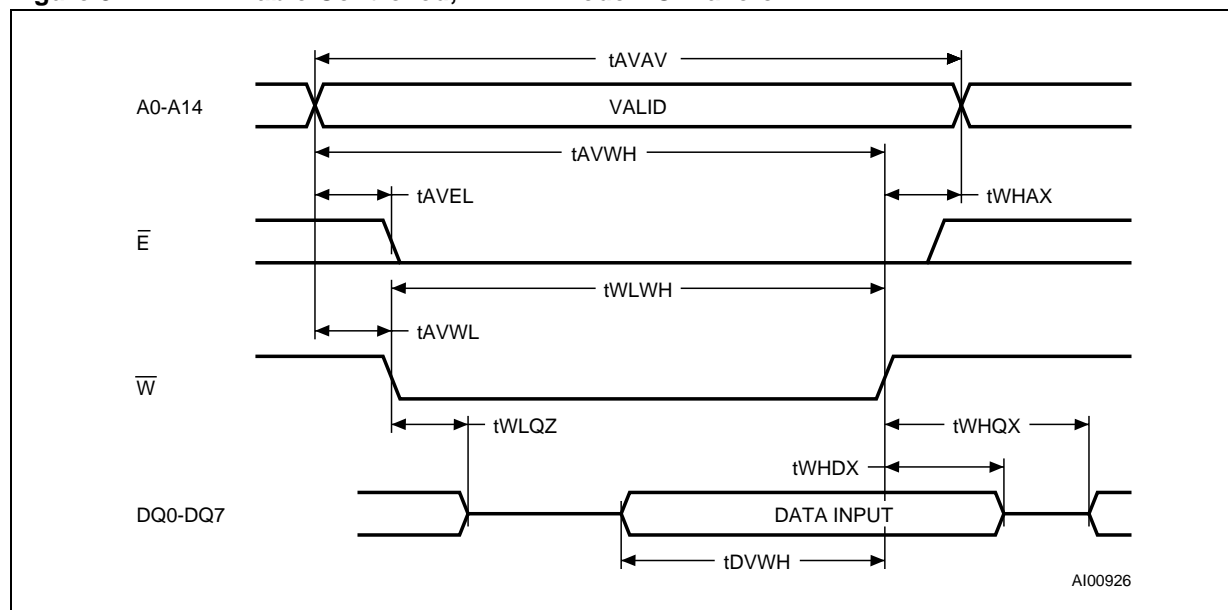 tAVAV
A0-A14
VALID
tAVWH
tAVEL
tWHAX
E
tWLWH
tAVWL
W
tWLQZ
tWHQX
tWHDX
DQ0-DQ7
DATA INPUT
tDVWH
AI00926